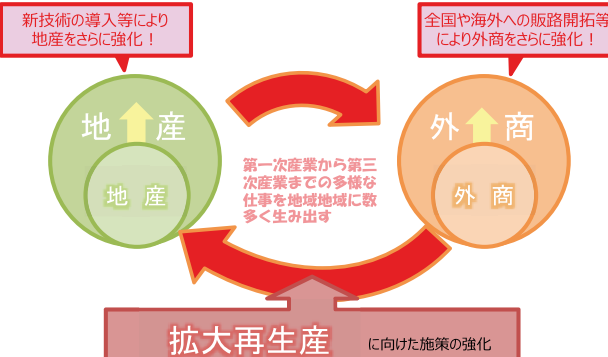 新技術の導入等により
地産をさらに強化！
全国や海外への販路開拓等
により外商をさらに強化！
地 産
地 産
外 商
外 商
第一次産業から第三
次産業までの多様な
仕事を地域地域に数
多く生み出す
拡大再生産 に向けた施策の強化